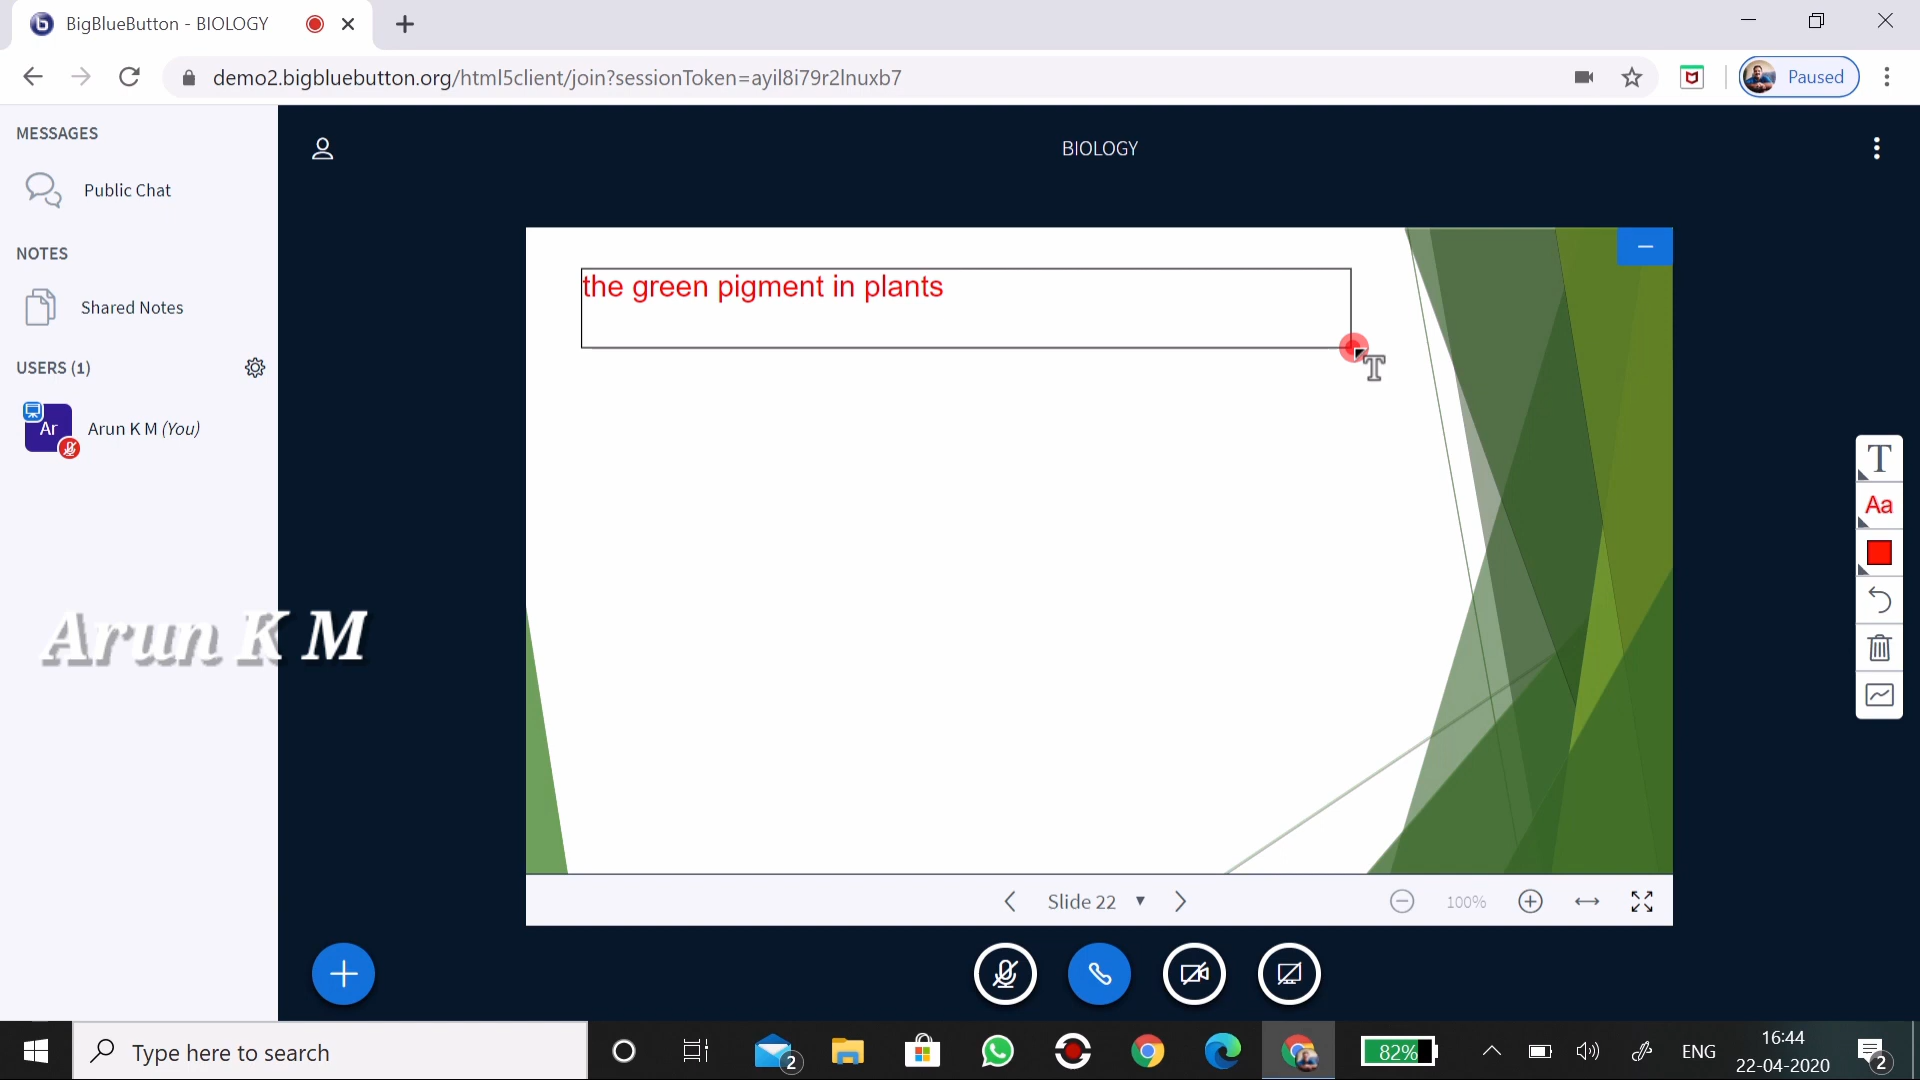 BigBlueButton - BIOLOGY
demo2.bigbluebutton.org/html5client/join?sessionToken=ayil8i79r2lnuxb7
Paused
MESSAGES
Public Chat
NOTES
Shared Notes
USERS (1)
Ar
Arun K M (You)
BIOLOGY
the green pigment in plants
T
T
Aa
Arun K M
Slide 22
100%
Type here to search
2
82%
ENG
16:44
22-04-2020
2